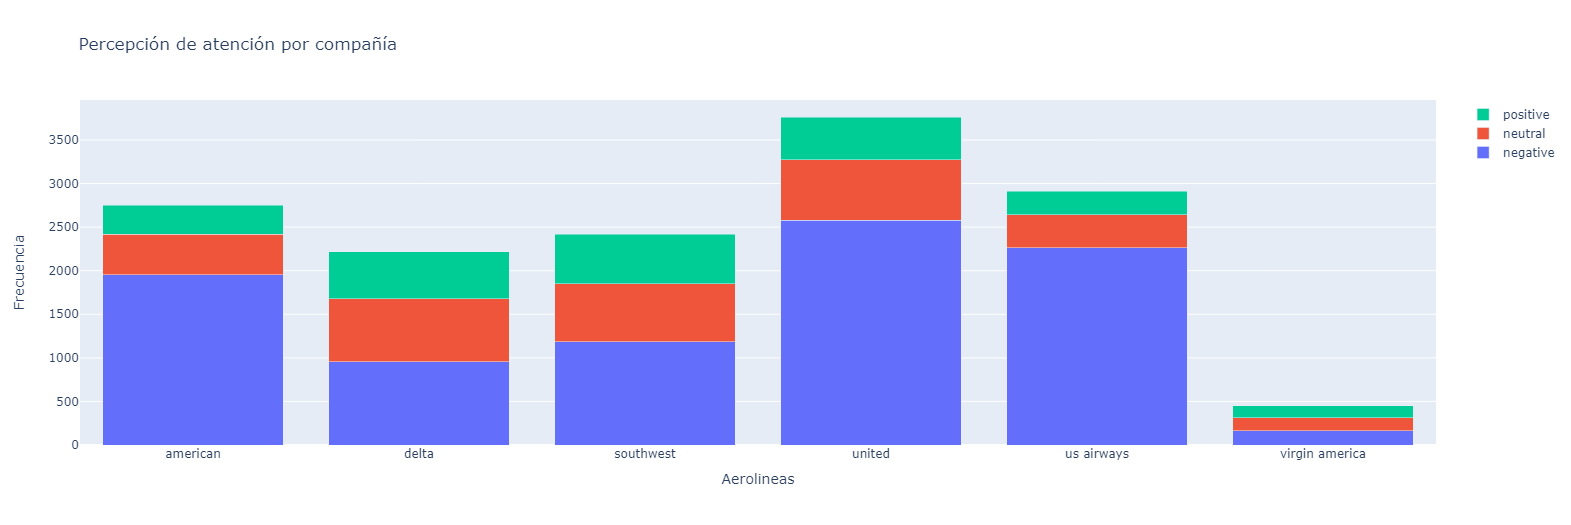 Percepción de atención por compañía
positive
neutral
negative
Frecuencia
3500
3000
2500
2000
1500
1000
500
0
american
delta
southwest
united
us airways
virgin america
Aerolineas